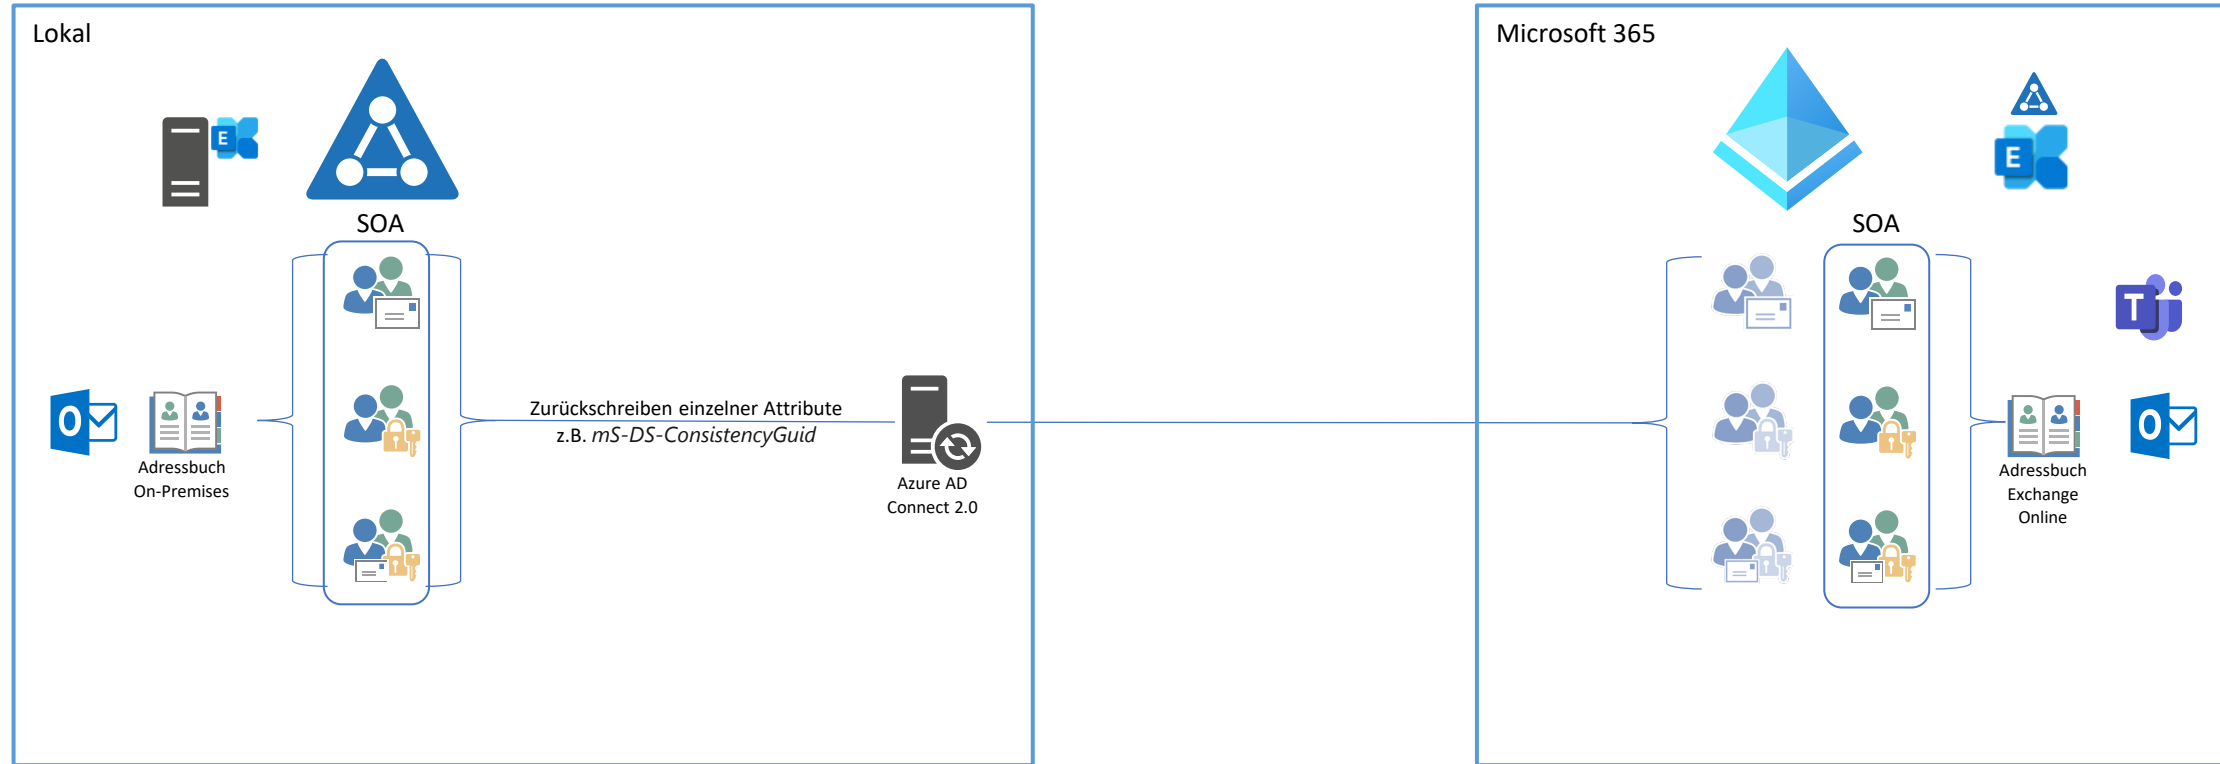 Lokal
Microsoft 365
E
E
SOA
SOA
T
Zurückschreiben einzelner Attribute
z.B. mS-DS-ConsistencyGuid
O
Adressbuch
On-Premises
Azure AD
Connect 2.0
O
Adressbuch
Exchange
Online